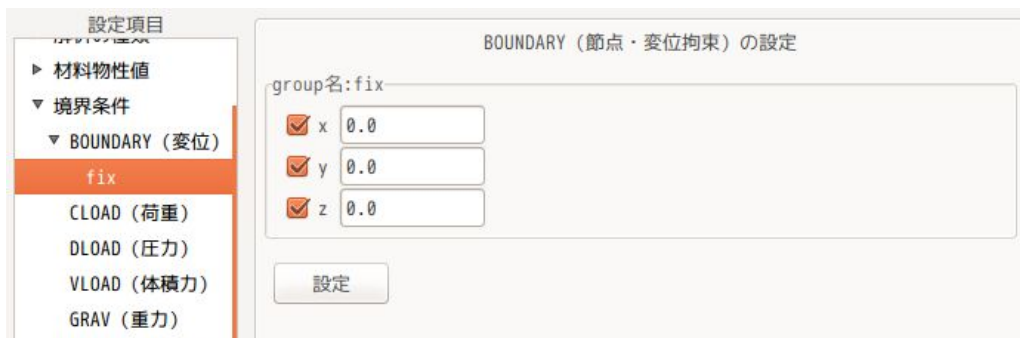 設定項目
▶ 材料物性値
▼ 境界条件
▼ BOUNDARY (変位)
fix
CLOAD (荷重)
DLOAD (圧力)
VLOAD (体積力)
GRAV (重力)
BOUNDARY (節点・変位拘束) の設定
group名:fix
x 0.0
y 0.0
z 0.0
設定